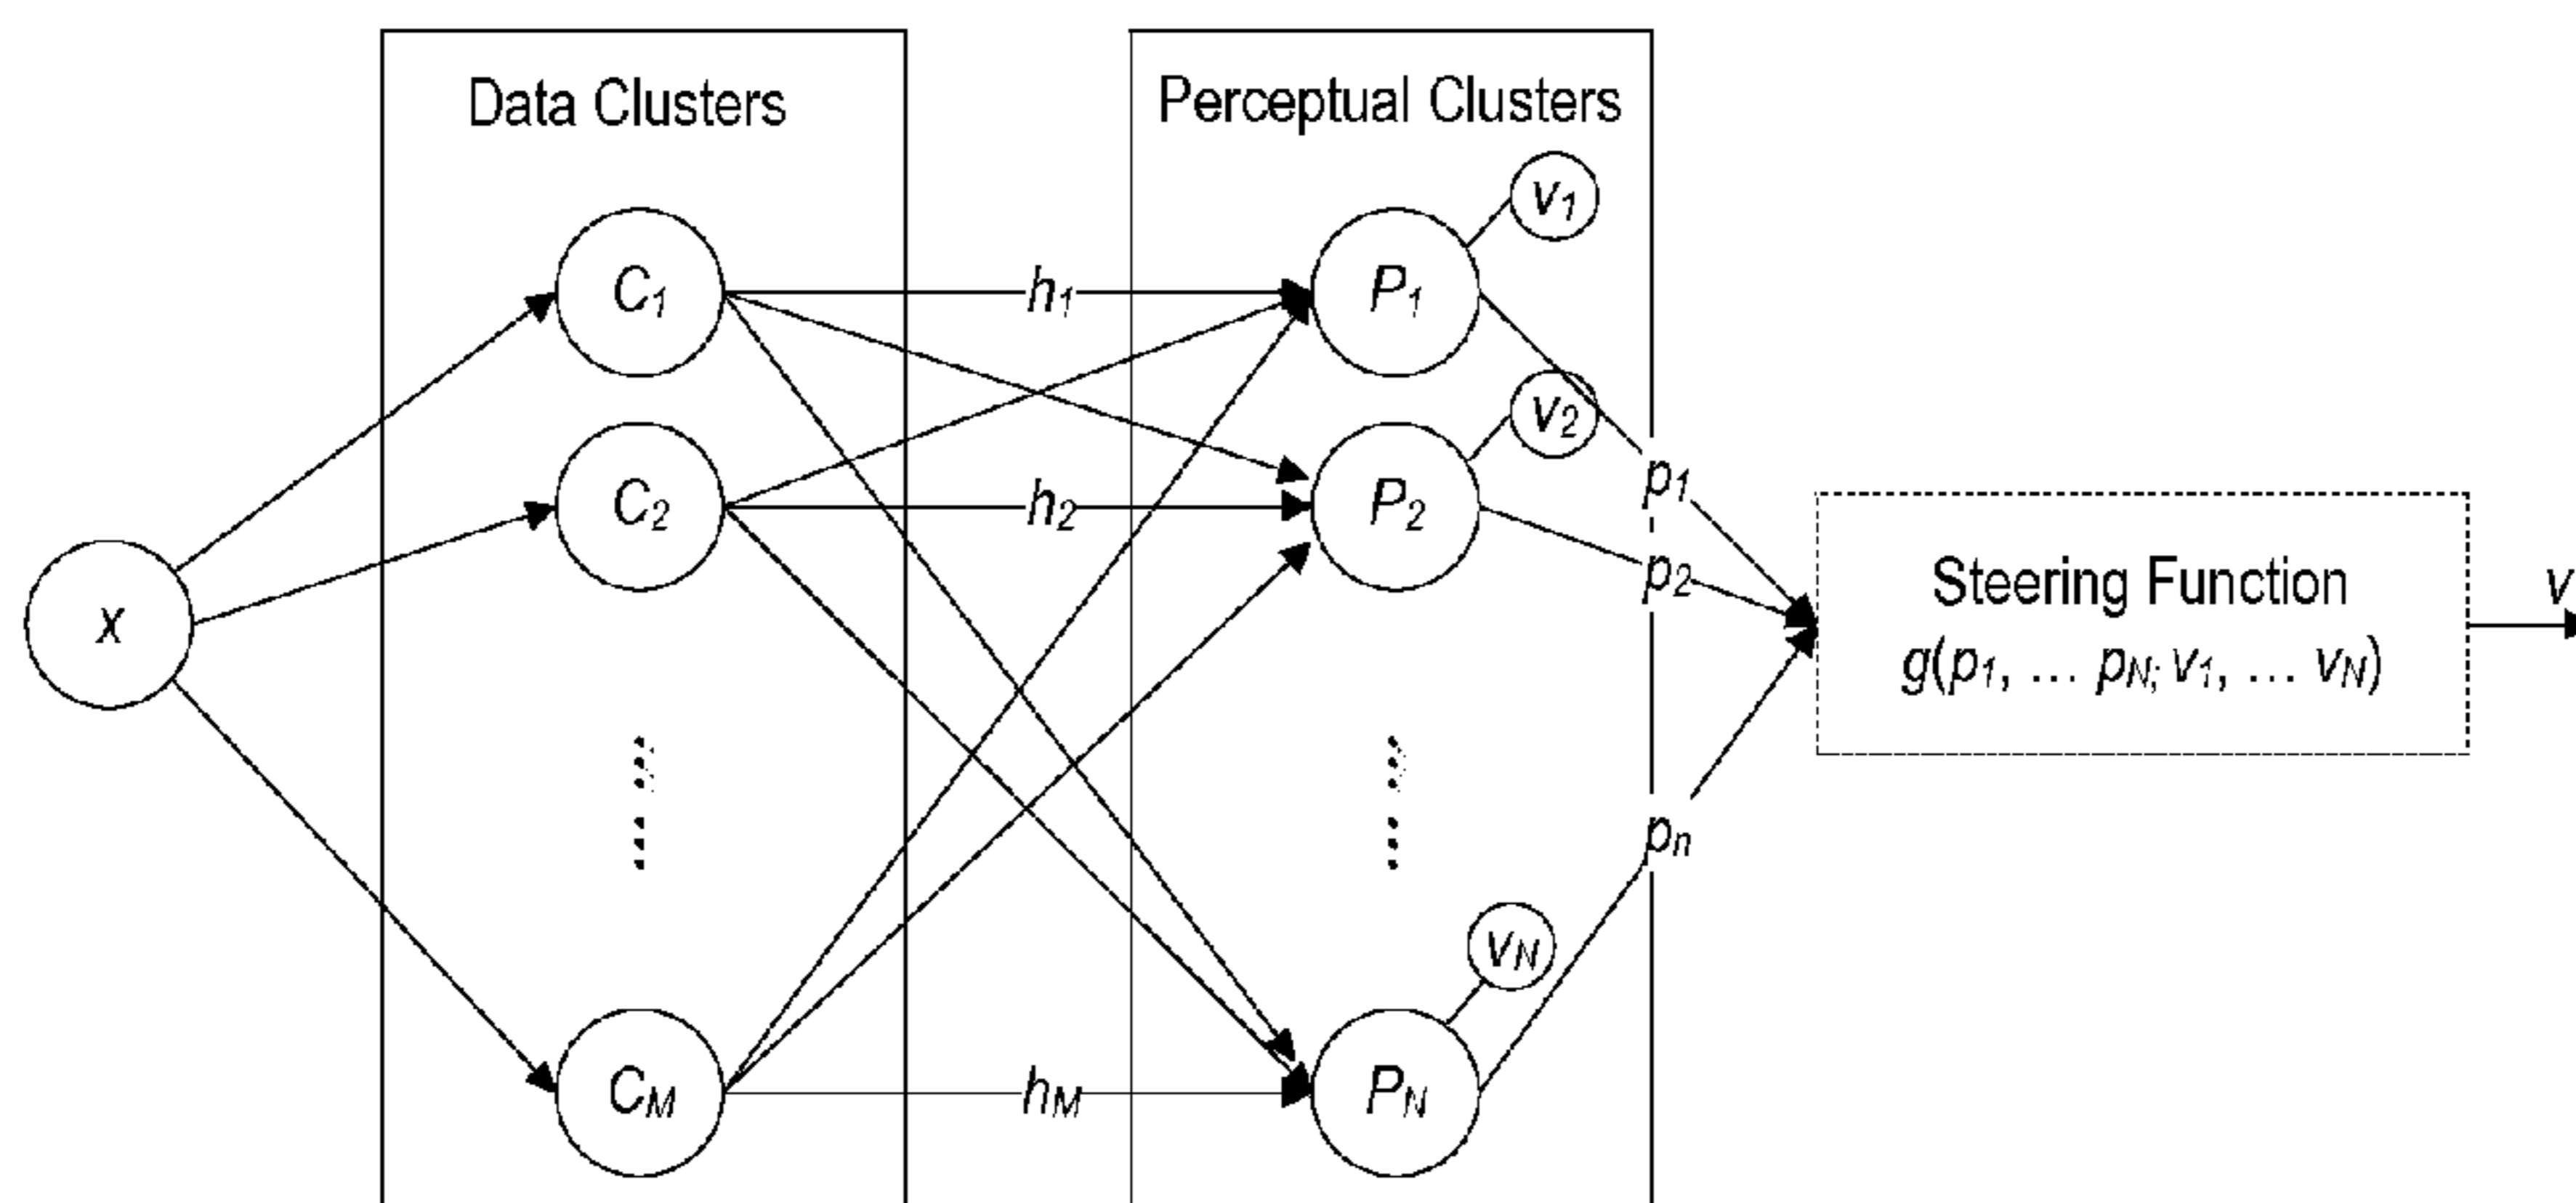 Data Clusters
Perceptual Clusters
v1
C1
h1
P1
v2
p1
C2
h2
P2
p2
x
Steering Function
g(p1, ... pN; v1, ... vN)
v
pn
vN
CM
hM
PN